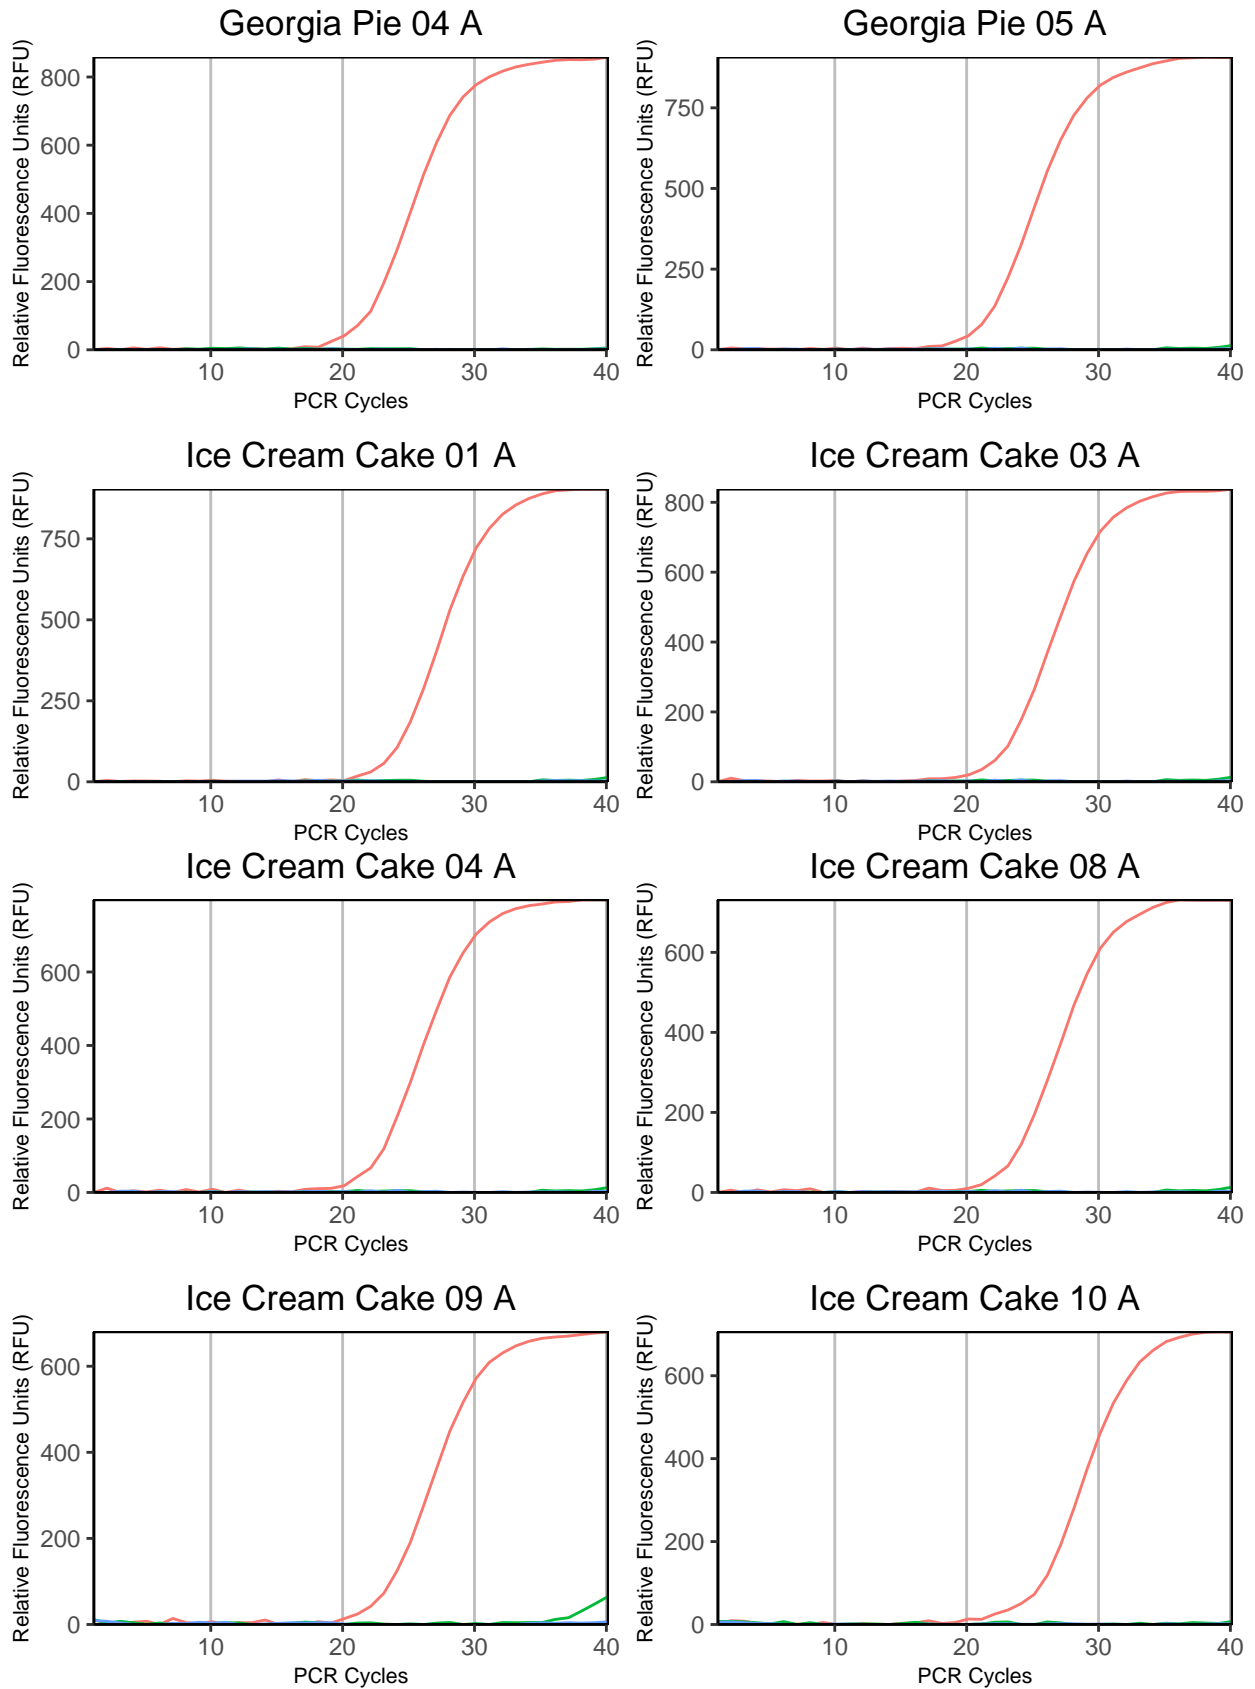 Georgia Pie 04 A
Relative Fluorescence Units (RFU)
800
600
400
200
0
10 20 30 40
PCR Cycles
Georgia Pie 05 A
Relative Fluorescence Units (RFU)
750
500
250
0
10 20 30 40
PCR Cycles
Ice Cream Cake 01 A
Relative Fluorescence Units (RFU)
750
500
250
0
10 20 30 40
PCR Cycles
Ice Cream Cake 03 A
Relative Fluorescence Units (RFU)
800
600
400
200
0
10 20 30 40
PCR Cycles
Ice Cream Cake 04 A
Relative Fluorescence Units (RFU)
600
400
200
0
10 20 30 40
PCR Cycles
Ice Cream Cake 08 A
Relative Fluorescence Units (RFU)
600
400
200
0
10 20 30 40
PCR Cycles
Ice Cream Cake 09 A
Relative Fluorescence Units (RFU)
600
400
200
0
10 20 30 40
PCR Cycles
Ice Cream Cake 10 A
Relative Fluorescence Units (RFU)
600
400
200
0
10 20 30 40
PCR Cycles